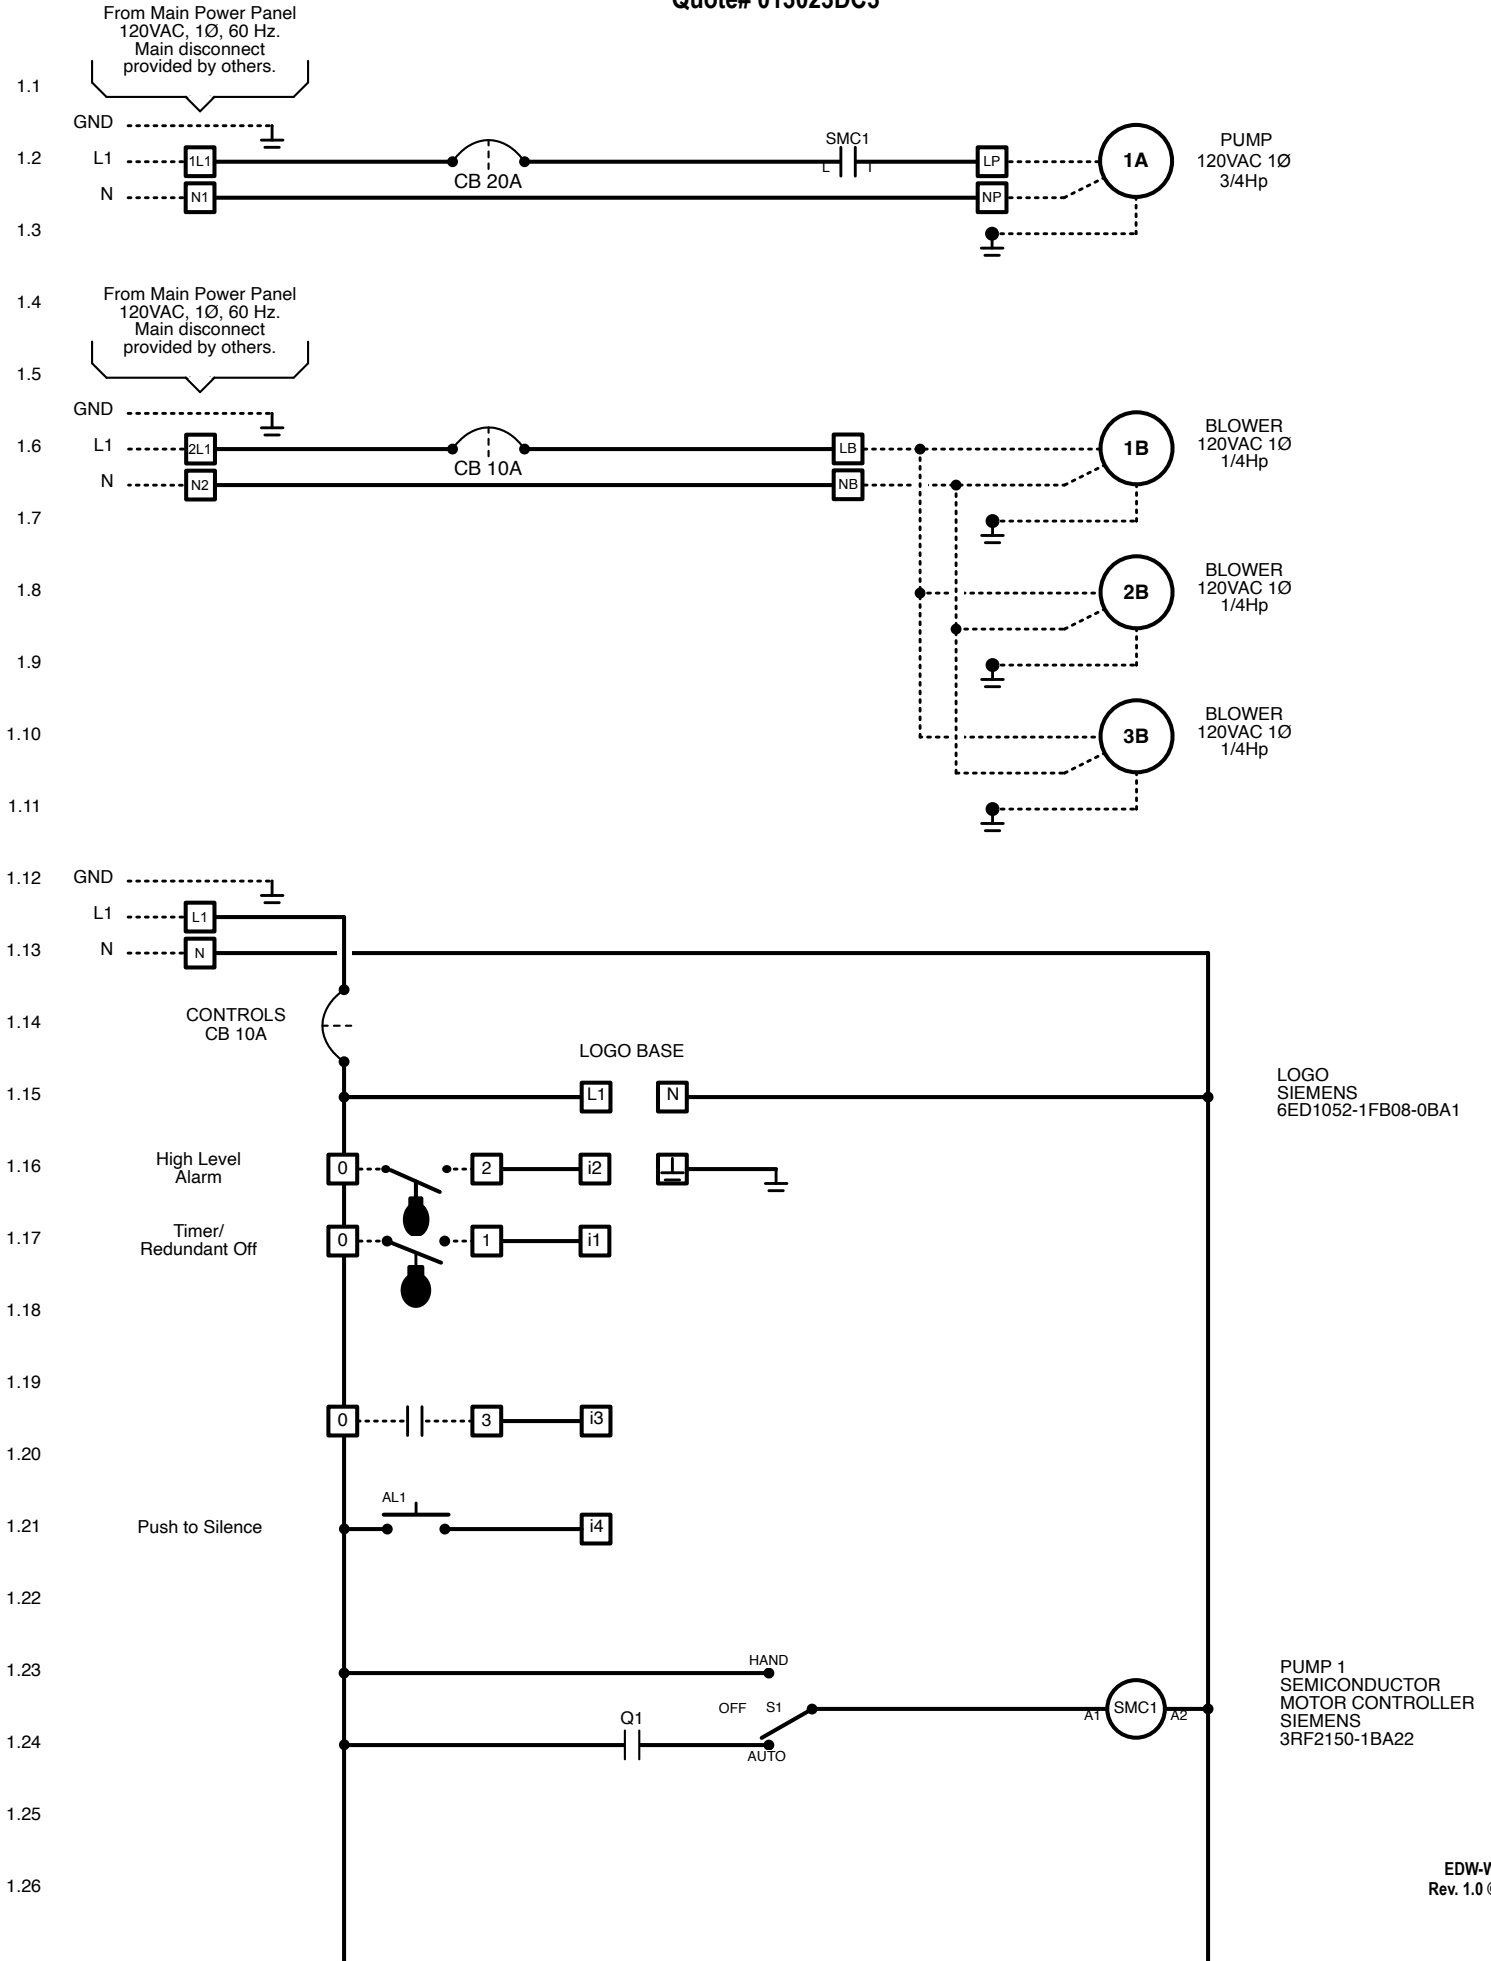 Quote# 013023DC3
From Main Power Panel
120VAC, 1Ø, 60 Hz.
Main disconnect
provided by others.
1.1
GND
1.2 L1 1L1 CB 20A SMC1 L T LP 1A
PUMP
120VAC 1Ø
3/4Hp
N N1 NP
1.3
1.4
From Main Power Panel
120VAC, 1Ø, 60 Hz.
Main disconnect
provided by others.
1.5
GND
1.6 L1 2L1 CB 10A LB 1B
BLOWER
120VAC 1Ø
1/4Hp
N N2 NB
1.7
1.8 2B
BLOWER
120VAC 1Ø
1/4Hp
1.9
1.10 3B
BLOWER
120VAC 1Ø
1/4Hp
1.11
1.12 GND
L1 L1
1.13 N N
1.14
CONTROLS
CB 10A
LOGO BASE
1.15 L1 N
LOGO
SIEMENS
6ED1052-1FB08-0BA1
1.16
High Level
Alarm
0 2 i2
1.17
Timer/
Redundant Off
0 1 i1
1.18
1.19
0 3 i3
1.20
AL1
1.21 Push to Silence i4
1.22
1.23 HAND
OFF S1 A1 SMC1 A2
PUMP 1
SEMICONDUCTOR
MOTOR CONTROLLER
SIEMENS
3RF2150-1BA22
Q1
1.24
AUTO
1.25
1.26
EDW-W
Rev. 1.0 ©